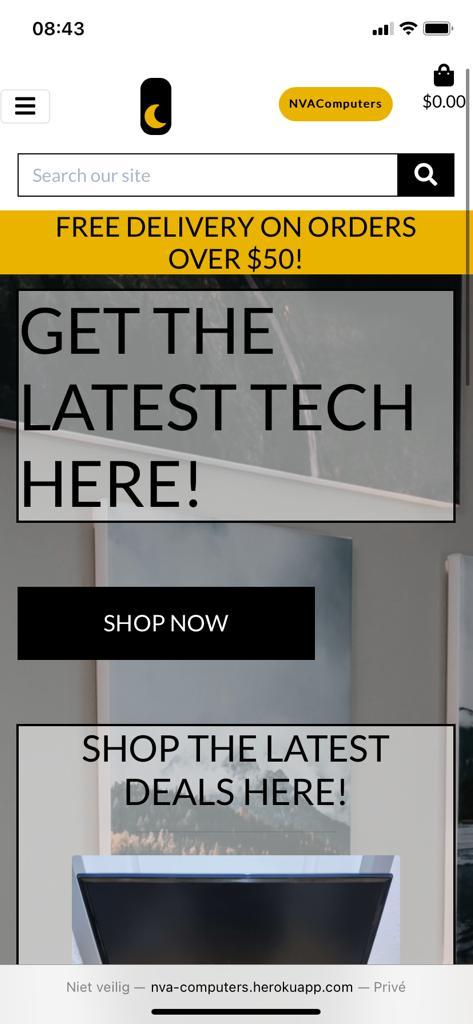 08:43
NVAComputers
$0.00
Search our site
FREE DELIVERY ON ORDERS
OVER $50!
GET THE
LATEST TECH
HERE!
SHOP NOW
SHOP THE LATEST
DEALS HERE!
Niet veilig — nva-computers.herokuapp.com — Privé